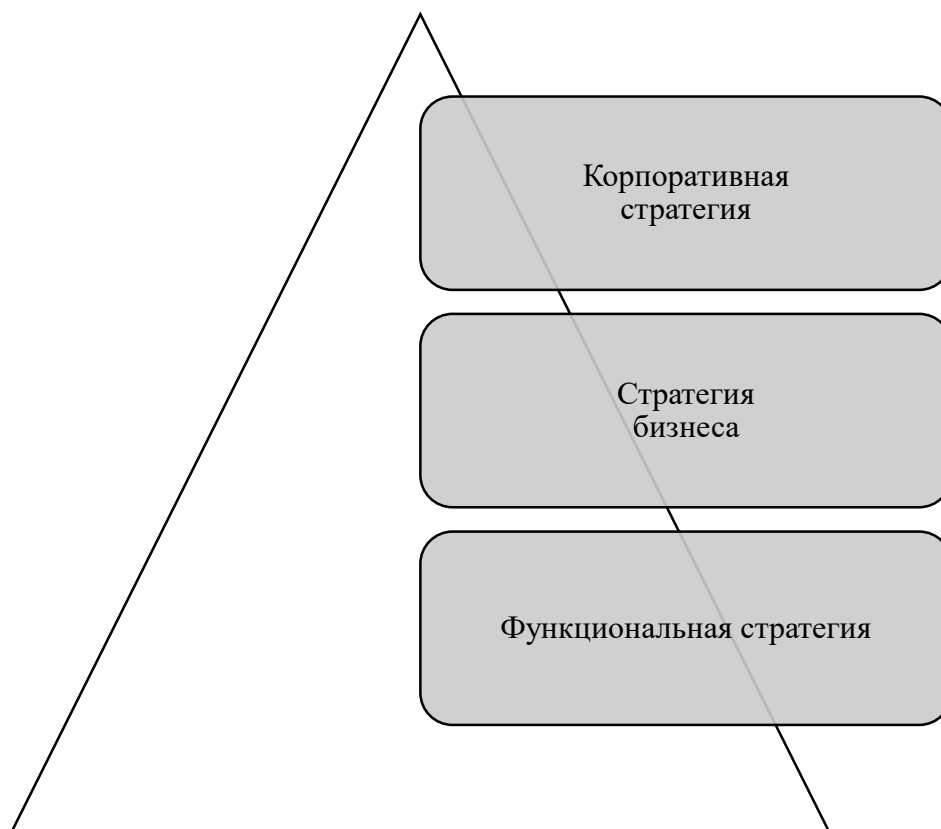 Корпоративная
стратегия
Стратегия
бизнеса
Функциональная стратегия